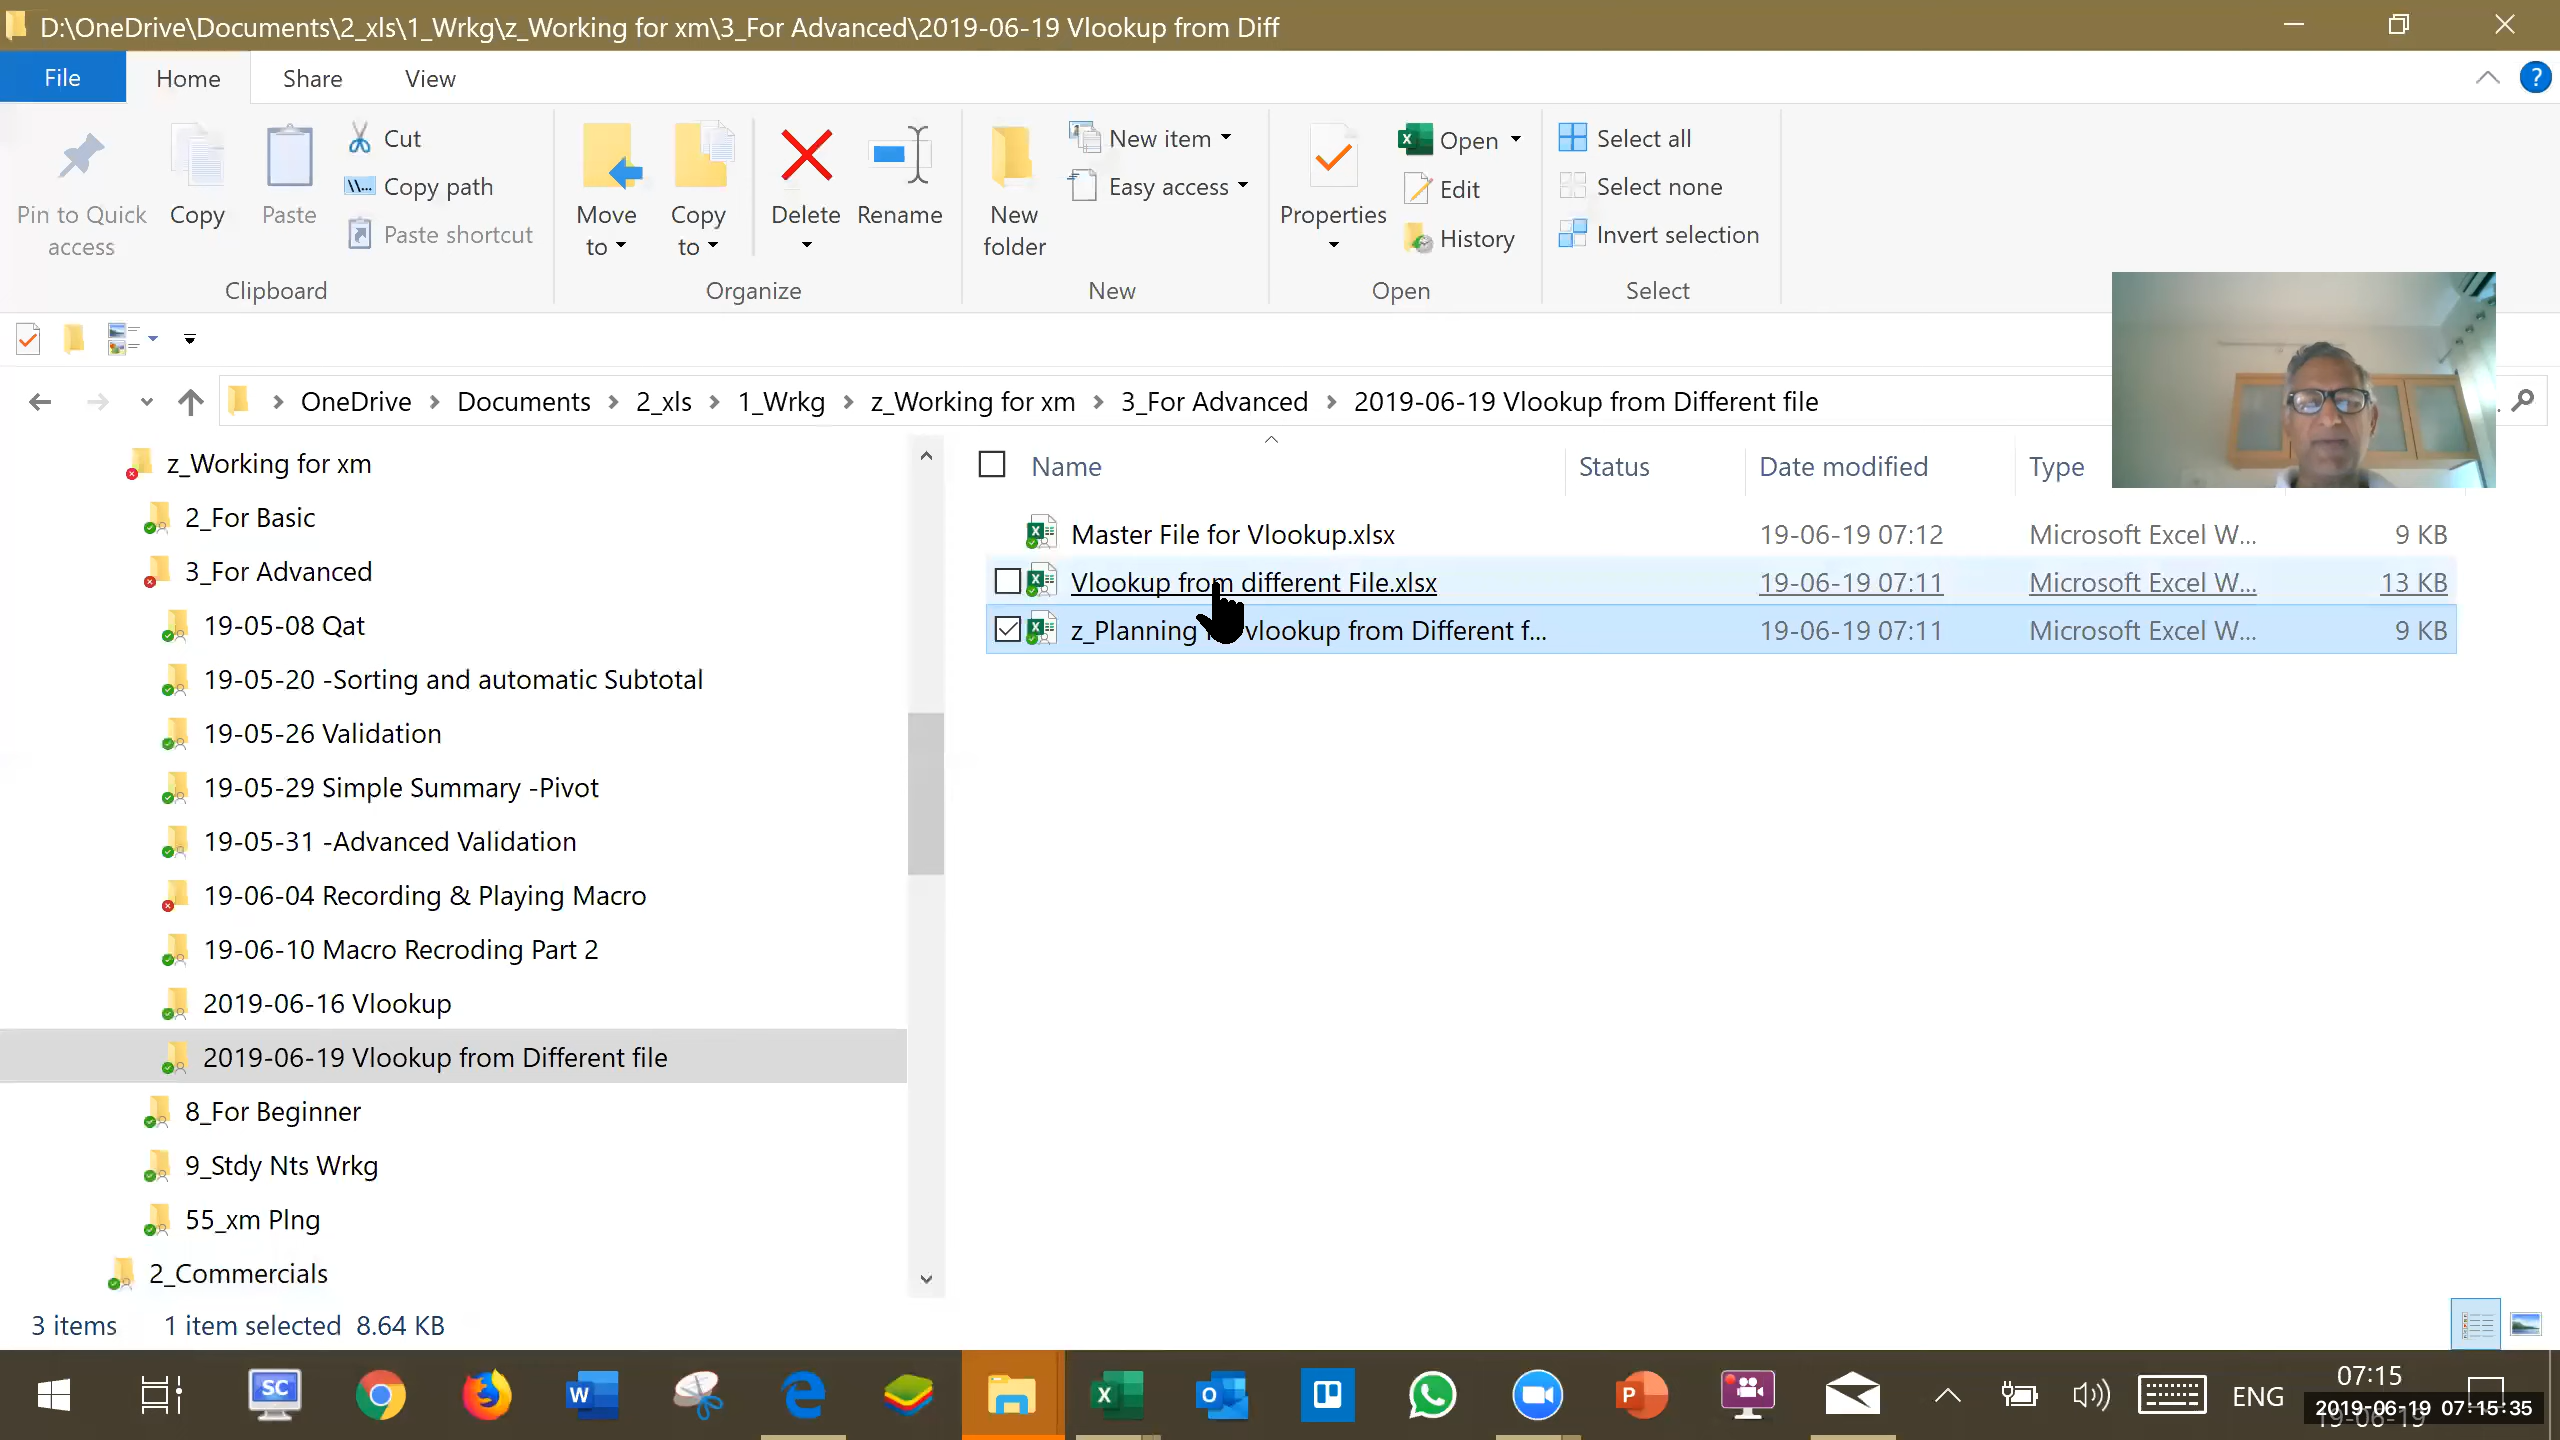 D:\OneDrive\Documents\2_xls\1_Wrkg\z_Working for xm\3_For Advanced\2019-06-19 Vlookup from Diff
File Home Share View
?
Pin to Quick access
Copy
Paste
Cut
Copy path
Paste shortcut
Clipboard
Move to
Copy to
Delete
Rename
Organize
New folder
New item
Easy access
New
Properties
Open
Edit
History
Open
Select all
Select none
Invert selection
Select
OneDrive > Documents > 2_xls > 1_Wrkg > z_Working for xm > 3_For Advanced > 2019-06-19 Vlookup from Different file
z_Working for xm
2_For Basic
3_For Advanced
19-05-08 Qat
19-05-20 -Sorting and automatic Subtotal
19-05-26 Validation
19-05-29 Simple Summary -Pivot
19-05-31 -Advanced Validation
19-06-04 Recording & Playing Macro
19-06-10 Macro Recroding Part 2
2019-06-16 Vlookup
2019-06-19 Vlookup from Different file
8_For Beginner
9_Stdy Nts Wrkg
55_xm Plng
2_Commercials
Name Status Date modified Type
Master File for Vlookup.xlsx 19-06-19 07:12 Microsoft Excel W... 9 KB
Vlookup from different File.xlsx 19-06-19 07:11 Microsoft Excel W... 13 KB
z_Planning vlookup from Different f... 19-06-19 07:11 Microsoft Excel W... 9 KB
3 items 1 item selected 8.64 KB
SC
ENG
07:15
2019-06-19 07:15:35